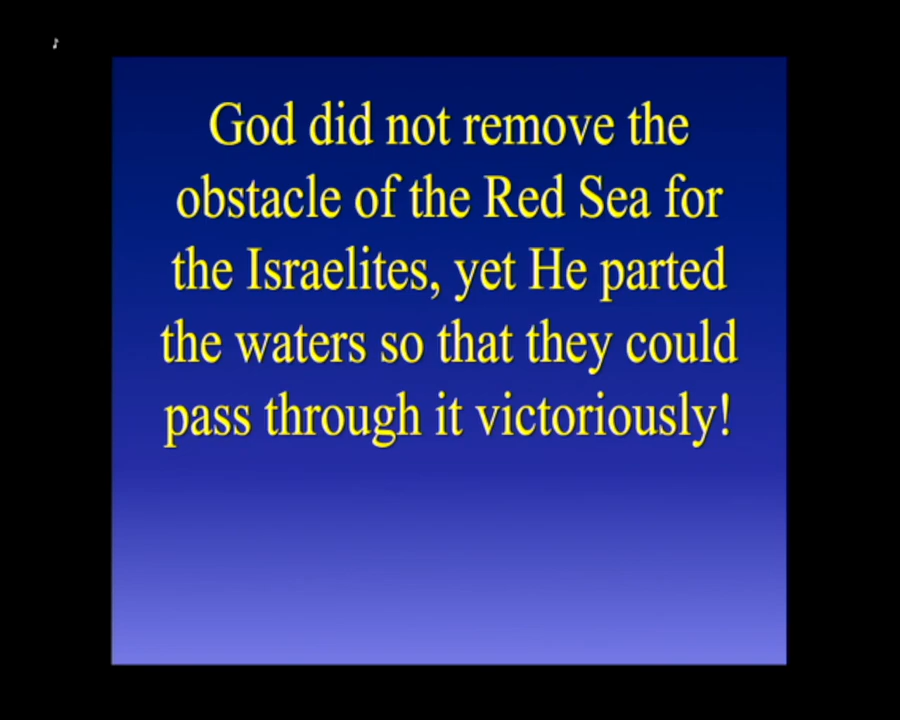 God did not remove the
obstacle of the Red Sea for
the Israelites, yet He parted
the waters so that they could
pass through it victoriously!